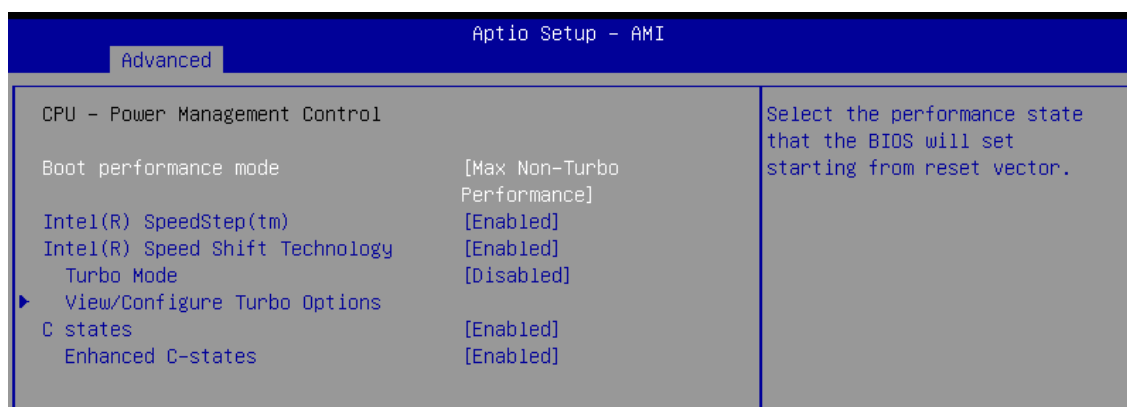 Aptio Setup – AMI
Advanced
CPU – Power Management Control
Boot performance mode [Max Non-Turbo
Performance]
Intel(R) SpeedStep(tm) [Enabled]
Intel(R) Speed Shift Technology [Enabled]
Turbo Mode [Disabled]
View/Configure Turbo Options
C states [Enabled]
Enhanced C-states [Enabled]
Select the performance state
that the BIOS will set
starting from reset vector.